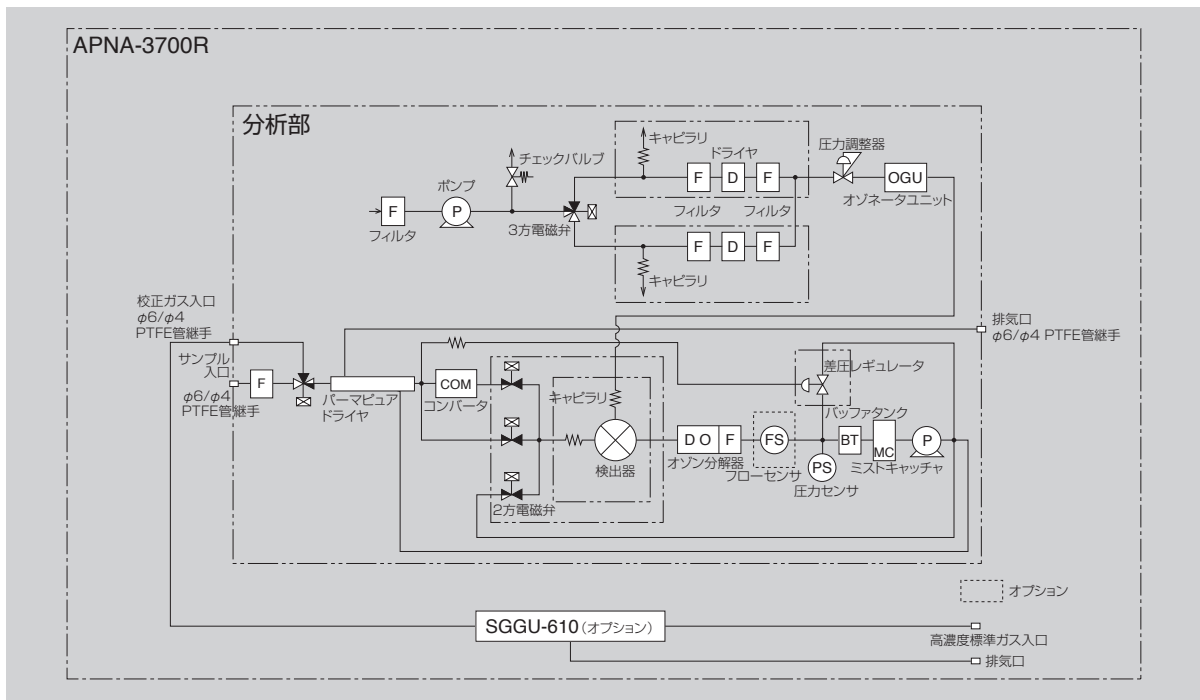 APNA-3700R
分析部
キャピラリ
ドライヤ
圧力調整器
チェックバルブ
ポンプ
F
D
F
OGU
オゾネータユニット
F
P
フィルタ
フィルタ
3方電磁弁
フィルタ
F
D
F
キャピラリ
校正ガス入口
φ6/φ4
PTFE管継手
排気口
φ6/φ4 PTFE管継手
サンプル
入口
差圧レギュレータ
F
COM
キャピラリ
φ6/φ4
PTFE管継手
パーマピュア
ドライヤ
コンバータ
バッファタンク
D O
F
FS
BT
MC
P
検出器
オゾン分解器
フローセンサ
PS
ミストキャッチャ
圧力センサ
2方電磁弁
オプション
SGGU-610(オプション)
高濃度標準ガス入口
排気口